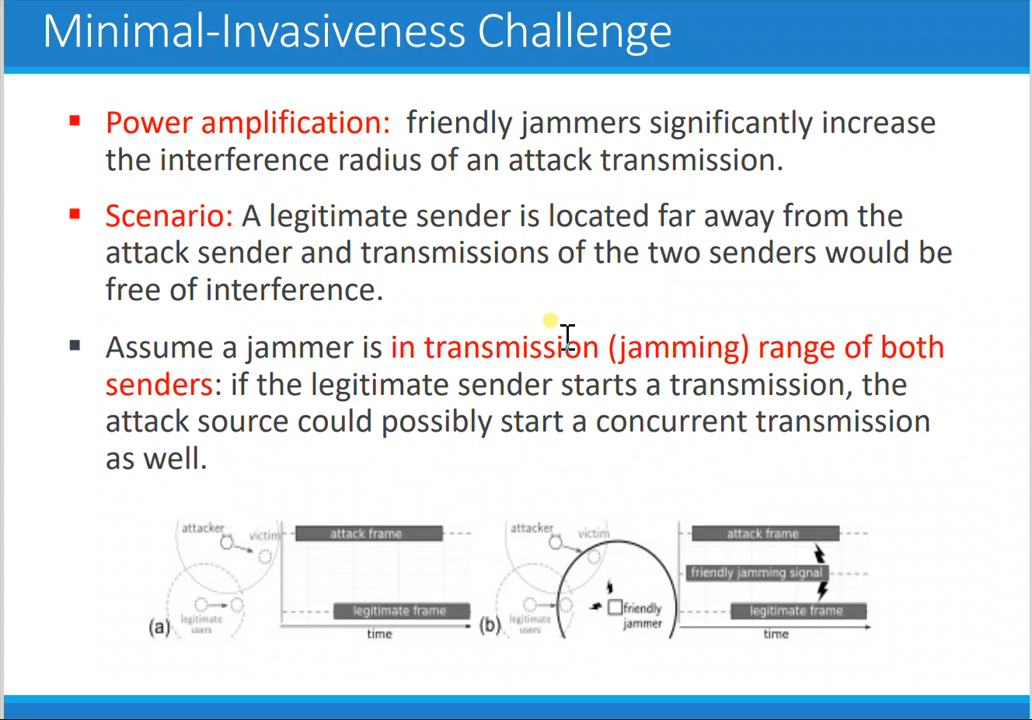 Minimal-Invasiveness Challenge
▪ Power amplification: friendly jammers significantly increase
the interference radius of an attack transmission.
▪ Scenario: A legitimate sender is located far away from the
attack sender and transmissions of the two senders would be
free of interference.
▪ Assume a jammer is in transmission (jamming) range of both
senders: if the legitimate sender starts a transmission, the
attack source could possibly start a concurrent transmission
as well.
attacker
victim
legitimate
users
(a)
attack frame
legitimate frame
time
attacker
victim
legitimate
users
(b)
friendly
jammer
attack frame
friendly jamming signal
legitimate frame
time